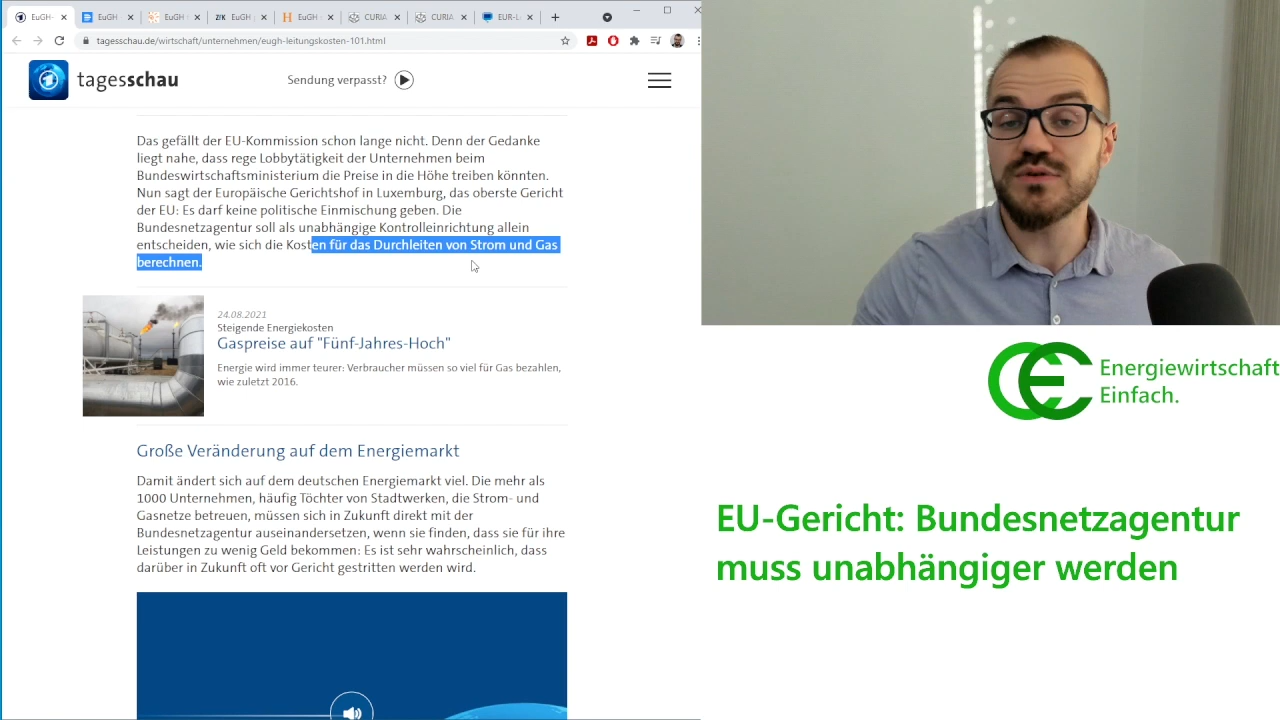 EuGH-
EuGH
EuGH
EuGH
EuGH
CURIA
CURIA
EUR-L
tagesschau.de/wirtschaft/unternehmen/eugh-leitungskosten-101.html
tagesschau
Sendung verpasst?
Das gefällt der EU-Kommission schon lange nicht. Denn der Gedanke
liegt nahe, dass rege Lobbytätigkeit der Unternehmen beim
Bundeswirtschaftsministerium die Preise in die Höhe treiben könnten.
Nun sagt der Europäische Gerichtshof in Luxemburg, das oberste Gericht
der EU: Es darf keine politische Einmischung geben. Die
Bundesnetzagentur soll als unabhängige Kontrolleinrichtung allein
entscheiden, wie sich die Kosten für das Durchleiten von Strom und Gas
berechnen.
24.08.2021
Steigende Energiekosten
Gaspreise auf "Fünf-Jahres-Hoch"
Energie wird immer teurer: Verbraucher müssen so viel für Gas bezahlen,
wie zuletzt 2016.
Große Veränderung auf dem Energiemarkt
Damit ändert sich auf dem deutschen Energiemarkt viel. Die mehr als
1000 Unternehmen, häufig Töchter von Stadtwerken, die Strom- und
Gasnetze betreuen, müssen sich in Zukunft direkt mit der
Bundesnetzagentur auseinandersetzen, wenn sie finden, dass sie für ihre
Leistungen zu wenig Geld bekommen: Es ist sehr wahrscheinlich, dass
darüber in Zukunft oft vor Gericht gestritten werden wird.
Energiewirtschaft
Einfach.
EU-Gericht: Bundesnetzagentur
muss unabhängiger werden